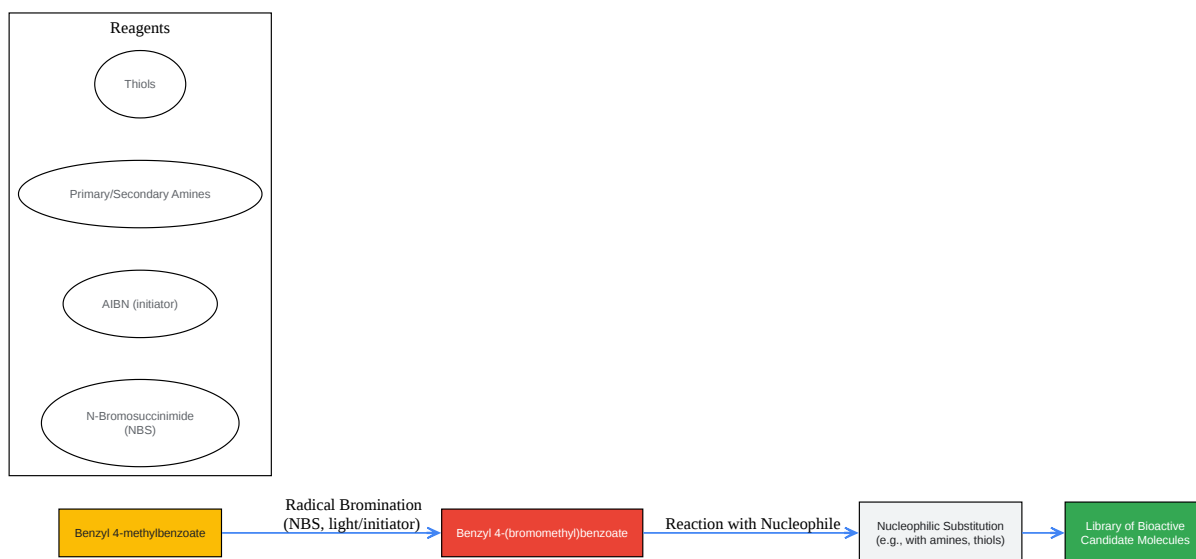 Reagents
Thiols
Primary/Secondary Amines
AIBN (initiator)
N-Bromosuccinimide
(NBS)
Benzyl 4-methylbenzoate
Radical Bromination
(NBS, light/initiator)
Benzyl 4-(bromomethyl)benzoate
Reaction with Nucleophile
Nucleophilic Substitution
(e.g., with amines, thiols)
Library of Bioactive
Candidate Molecules